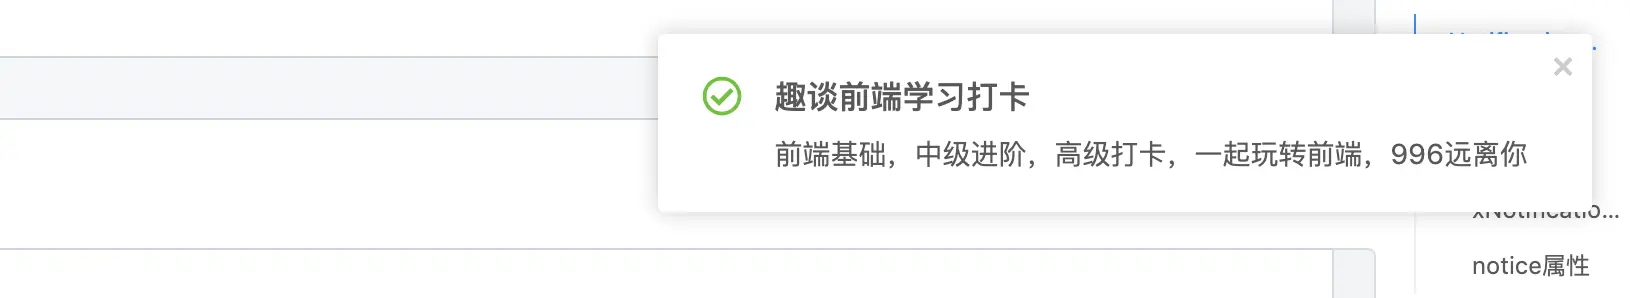 趣谈前端学习打卡
前端基础，中级进阶，高级打卡，一起玩转前端，996远离你
xNotificatio...
notice属性